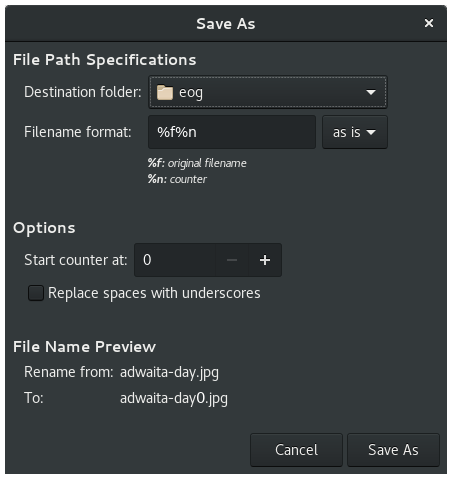 Save As
File Path Specifications
Destination folder: eog
Filename format: %f%n as is
%f: original filename
%n: counter
Options
Start counter at: 0
Replace spaces with underscores
File Name Preview
Rename from: adwaita-day.jpg
To: adwaita-day0.jpg
Cancel Save As